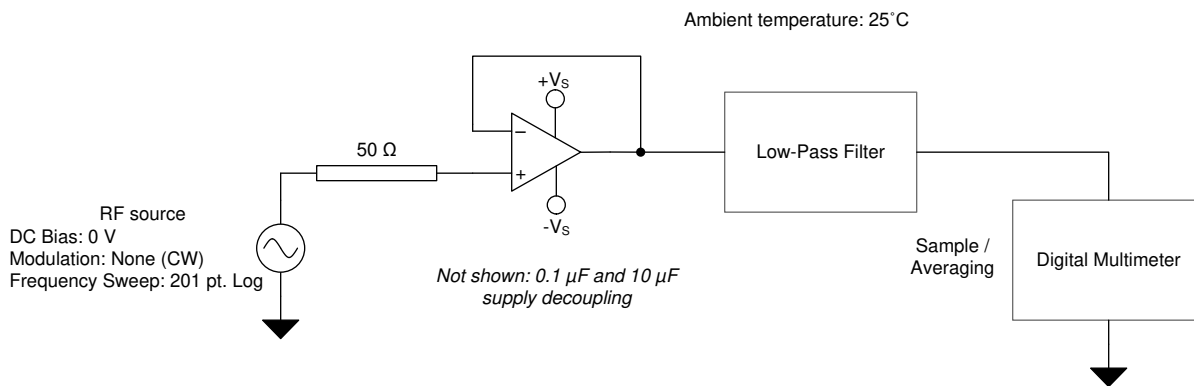 Ambient temperature: 25˚C
+VS
50 Ω
−
+
-VS
Low-Pass Filter
RF source
DC Bias: 0 V
Modulation: None (CW)
Frequency Sweep: 201 pt. Log
Not shown: 0.1 µF and 10 µF
supply decoupling
Sample /
Averaging
Digital Multimeter